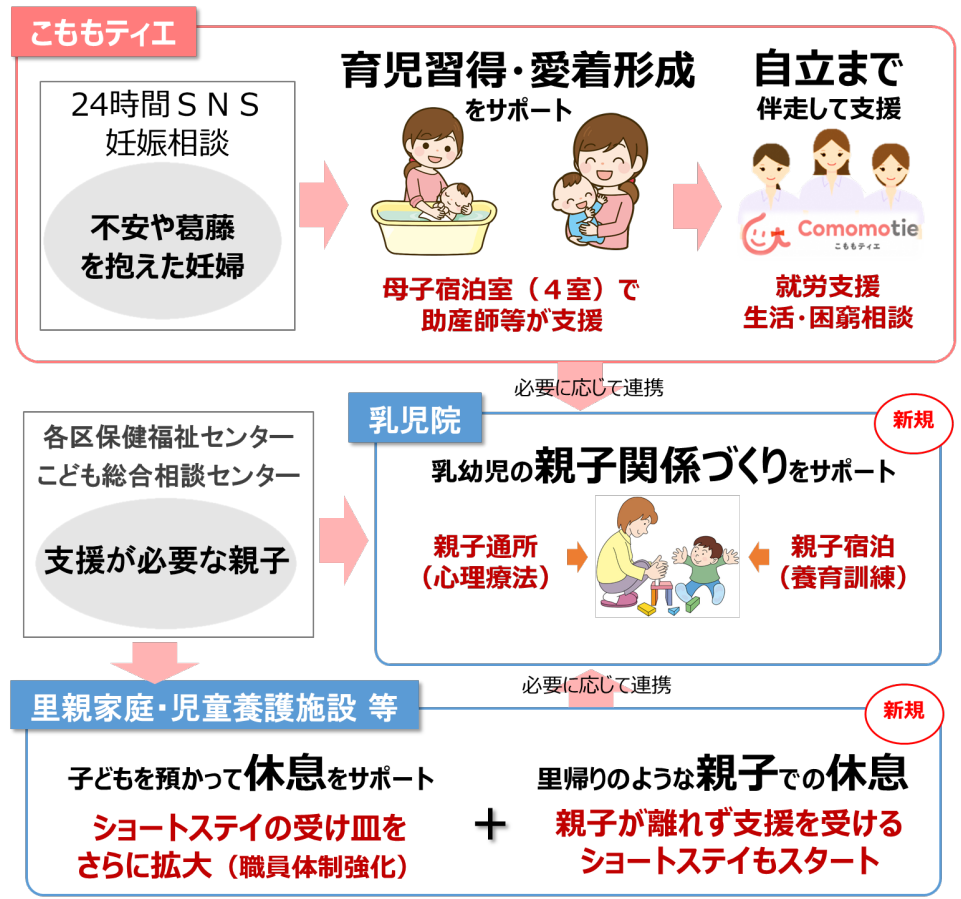 こももティエ
24時間ＳＮＳ
妊娠相談
不安や葛藤
を抱えた妊婦
育児習得・愛着形成
をサポート
母子宿泊室（４室）で
助産師等が支援
自立まで
伴走して支援
Comomotie
こももティエ
就労支援
生活・困窮相談
必要に応じて連携
各区保健福祉センター
こども総合相談センター
支援が必要な親子
乳児院
新規
乳幼児の親子関係づくりをサポート
親子通所
（心理療法）
親子宿泊
（養育訓練）
必要に応じて連携
里親家庭・児童養護施設 等
新規
子どもを預かって休息をサポート
ショートステイの受け皿を
さらに拡大（職員体制強化）
＋
里帰りのような親子での休息
親子が離れず支援を受ける
ショートステイもスタート